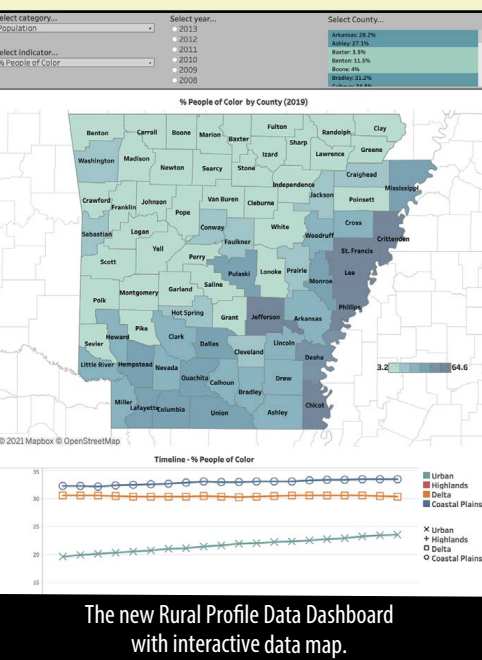 elect category...
Population
elect indicator...
% People of Color
Select year...
2013
2012
2011
2010
2009
2008
Select County...
Arkansas: 28.2%
Ashley: 27.1%
Baxter: 3.5%
Benton: 11.5%
Boone: 4%
Bradley: 31.2%
% People of Color by County (2019)
Benton
Carroll
Boone
Marion
Baxter
Fulton
Randolph
Clay
Sharp
Izard
Lawrence
Greene
Washington
Madison
Newton
Searcy
Stone
Independence
Craighead
Mississippi
Jackson
Poinsett
Crawford
Franklin
Johnson
Pope
Van Buren
Cleburne
Sebastian
Logan
Conway
Faulkner
White
Woodruff
Cross
Crittenden
St. Francis
Yell
Scott
Perry
Pulaski
Lonoke
Prairie
Lee
Monroe
Saline
Garland
Montgomery
Polk
Grant
Jefferson
Arkansas
Phillips
Hot Spring
Pike
Howard
Sevier
Clark
Dallas
Cleveland
Lincoln
Desha
Little River
Hempstead
Nevada
Ouachita
Calhoun
Drew
Bradley
Miller
Lafayette
Columbia
Union
Ashley
Chicot
3.2
64.6
© 2021 Mapbox © OpenStreetMap
Timeline - % People of Color
35
30
25
20
15
Urban
Highlands
Delta
Coastal Plains
Urban
Highlands
Delta
Coastal Plains
The new Rural Profile Data Dashboard
with interactive data map.